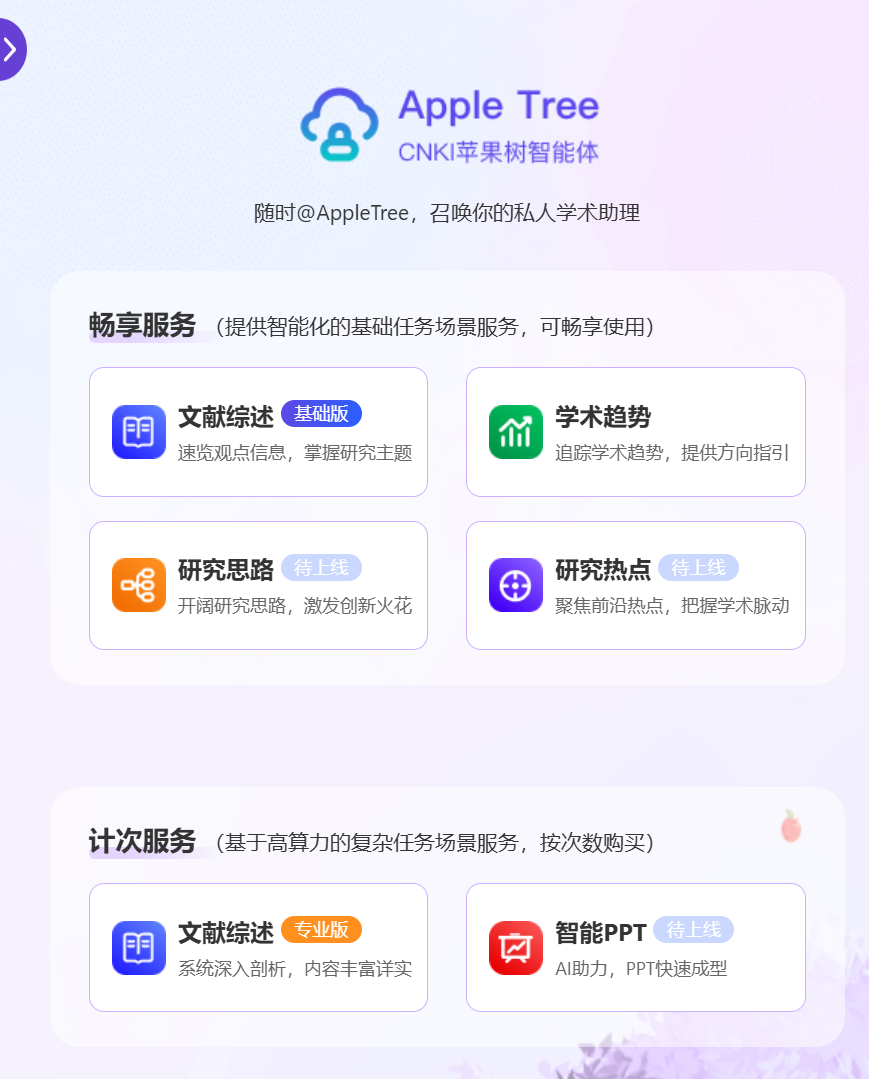 Apple Tree
CNKI苹果树智能体
随时@AppleTree，召唤你的私人学术助理
畅享服务 （提供智能化的基础任务场景服务，可畅享使用）
文献综述 基础版
速览观点信息，掌握研究主题
学术趋势
追踪学术趋势，提供方向指引
研究思路 待上线
开阔研究思路，激发创新火花
研究热点 待上线
聚焦前沿热点，把握学术脉动
计次服务 （基于高算力的复杂任务场景服务，按次数购买）
文献综述 专业版
系统深入剖析，内容丰富详实
智能PPT 待上线
AI助力，PPT快速成型